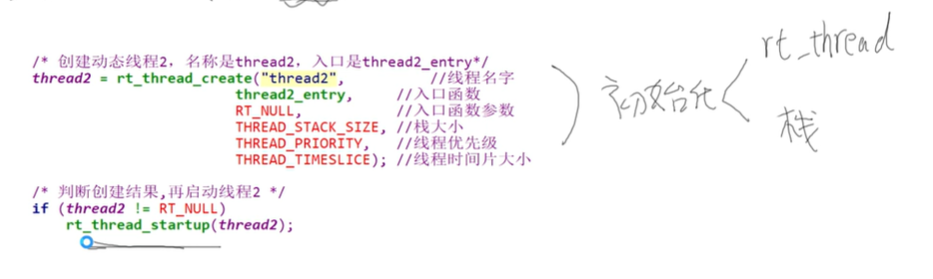 /* 创建动态线程2，名称是thread2，入口是thread2_entry*/
thread2 = rt_thread_create("thread2", //线程名字
thread2_entry, //入口函数
RT_NULL, //入口函数参数
THREAD_STACK_SIZE, //栈大小
THREAD_PRIORITY, //线程优先级
THREAD_TIMESLICE); //线程时间片大小
/* 判断创建结果,再启动线程2 */
if (thread2 != RT_NULL)
rt_thread_startup(thread2);
初始化
rt_thread
栈